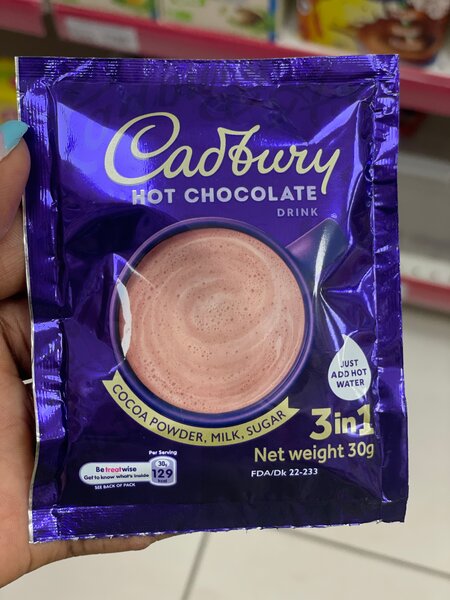 Cadbury
HOT CHOCOLATE
DRINK
JUST
ADD HOT
WATER
COCOA POWDER, MILK, SUGAR
3in1
Net weight 30g
FDA/Dk 22-233
Be treatwise
Get to know what's inside
SEE BACK OF PACK
Per Serving
30g
129
kcal